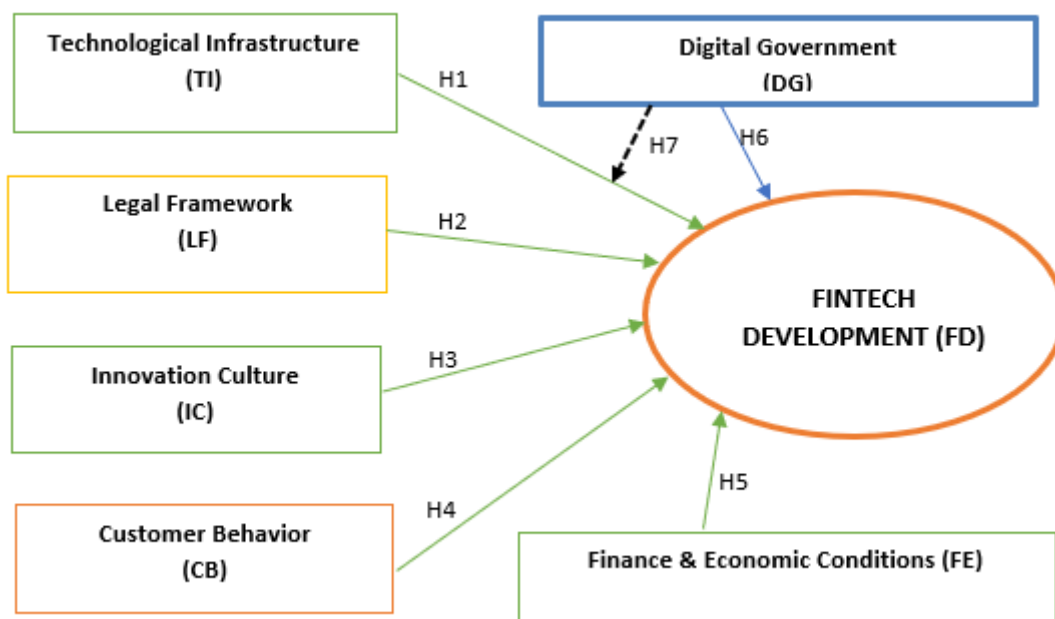 Technological Infrastructure
(TI)
H1
Digital Government
(DG)
H7
H6
Legal Framework
(LF)
H2
FINTECH
DEVELOPMENT (FD)
Innovation Culture
(IC)
H3
Customer Behavior
(CB)
H4
H5
Finance & Economic Conditions (FE)